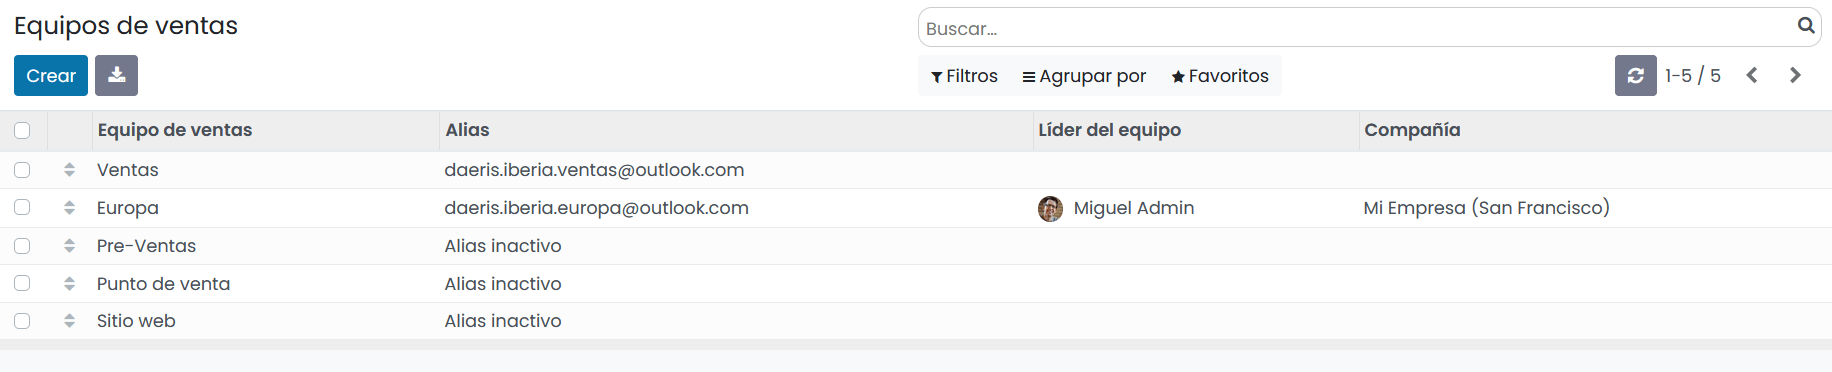 Equipos de ventas
Buscar...
Crear
Filtros Agrupar por Favoritos 1-5 / 5
Equipo de ventas Alias Líder del equipo Compañía
Ventas daeris.iberia.ventas@outlook.com
Europa daeris.iberia.europa@outlook.com Miguel Admin Mi Empresa (San Francisco)
Pre-Ventas Alias inactivo
Punto de venta Alias inactivo
Sitio web Alias inactivo